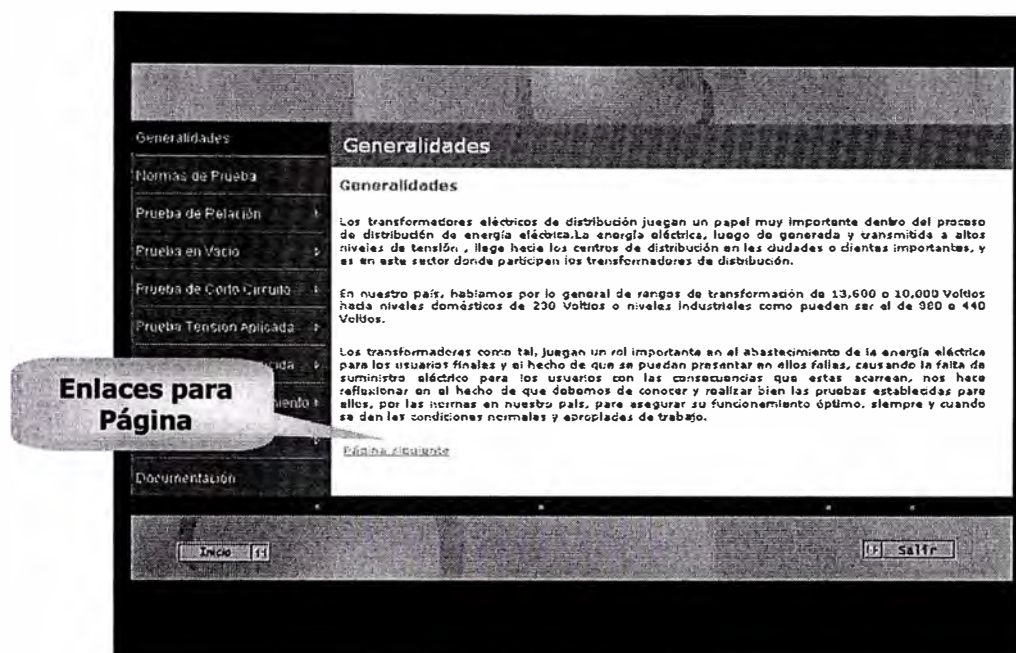 Generalidades
Normas de Prueba
Prueba de Relación
Prueba en Vacio
Prueba de Corto Circuito
Prueba Tension Aplicada
cida
miento
Documentación
Enlaces para
Página
Generalidades
Generalidades
Los transformadores eléctricos de distribución juegan un papel muy importante dentro del proceso
de distribución de energía eléctrica.La energía eléctrica, luego de generada y transmitida a altos
niveles de tensión , llega hacia los centros de distribución en las ciudades o clientes importantes, y
es en este sector donde participan los transformadores de distribución.
En nuestro país, hablamos por lo general de rangos de transformación de 13,600 o 10,000 Voltios
hacia niveles domésticos de 230 Voltios o niveles industriales como pueden ser el de 380 o 440
Voltios.
Los transformadores como tal, juegan un rol importante en el abastecimiento de la energía eléctrica
para los usuarios finales y el hecho de que se puedan presentar en ellos fallas, causando la falta de
suministro eléctrico para los usuarios con las consecuencias que estas acarrean, nos hace
reflexionar en el hecho de que debemos de conocer y realizar bien las pruebas establecidas para
ellos, por las normas en nuestro país, para asegurar su funcionamiento óptimo, siempre y cuando
se den las condiciones normales y apropiadas de trabajo.
Página siguiente
Inicio
Salir